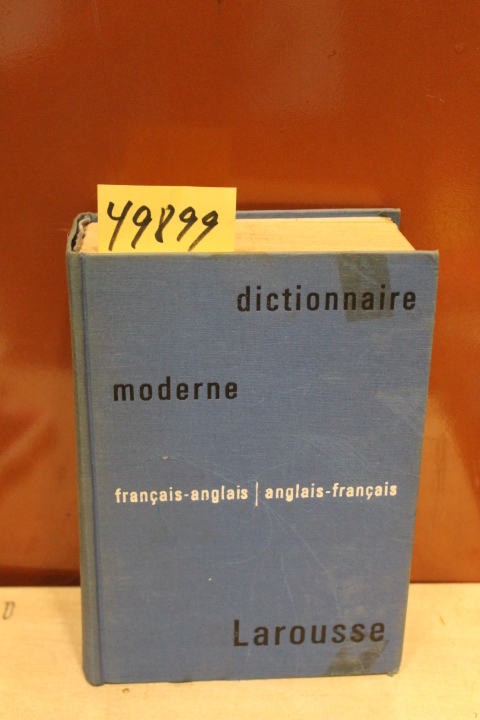 49899
dictionnaire
moderne
français-anglais | anglais-français
Larousse